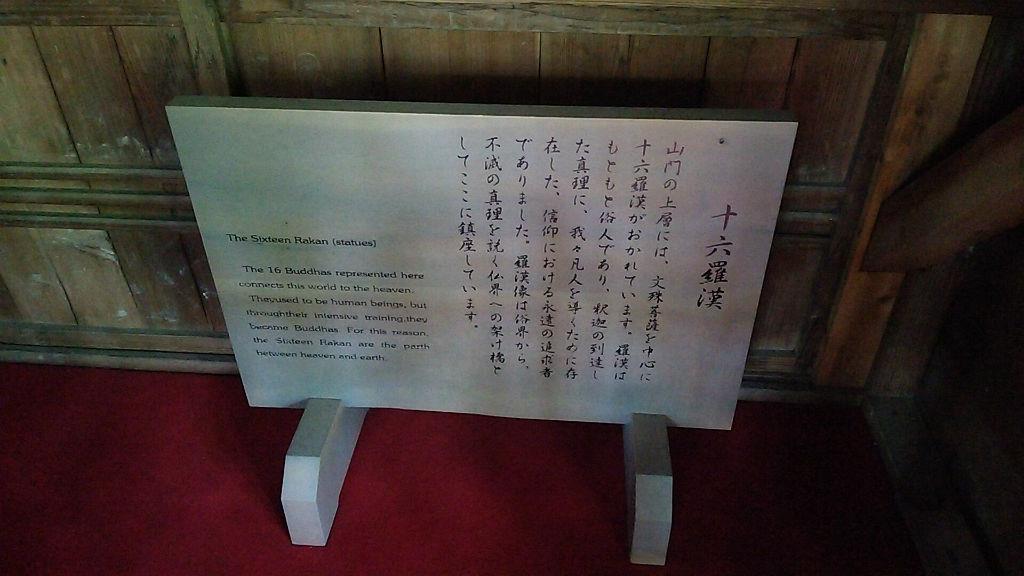 十六羅漢
山門の上層には、文珠菩薩を中心に
十六羅漢がおかれています。羅漢は
もともと俗人であり、釈迦の到達し
た真理に、我々凡人を導くために存
在した、信仰における永遠の追求者
でありました。羅漢像は俗界から、
不滅の真理を説く仏界への架け橋と
してここに鎮座しています。
The Sixteen Rakan (statues)
The 16 Buddhas represented here
connects this world to the heaven.
Theyused to be human beings, but
throughtheir intensive training,they
became Buddhas. For this reason,
the Sixteen Rakan are the parth
between heaven and earth.